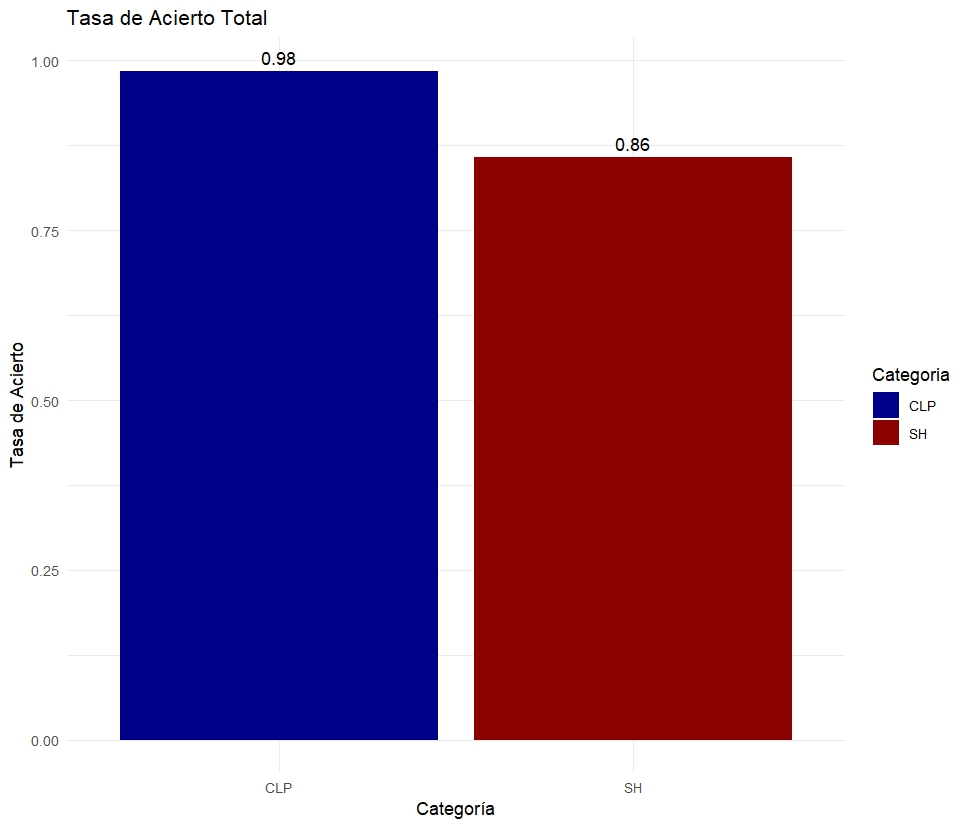 Tasa de Acierto Total
0.98
0.86
1.00
0.75
0.50
0.25
0.00
Tasa de Acierto
CLP
SH
Categoría
Categoria
CLP
SH